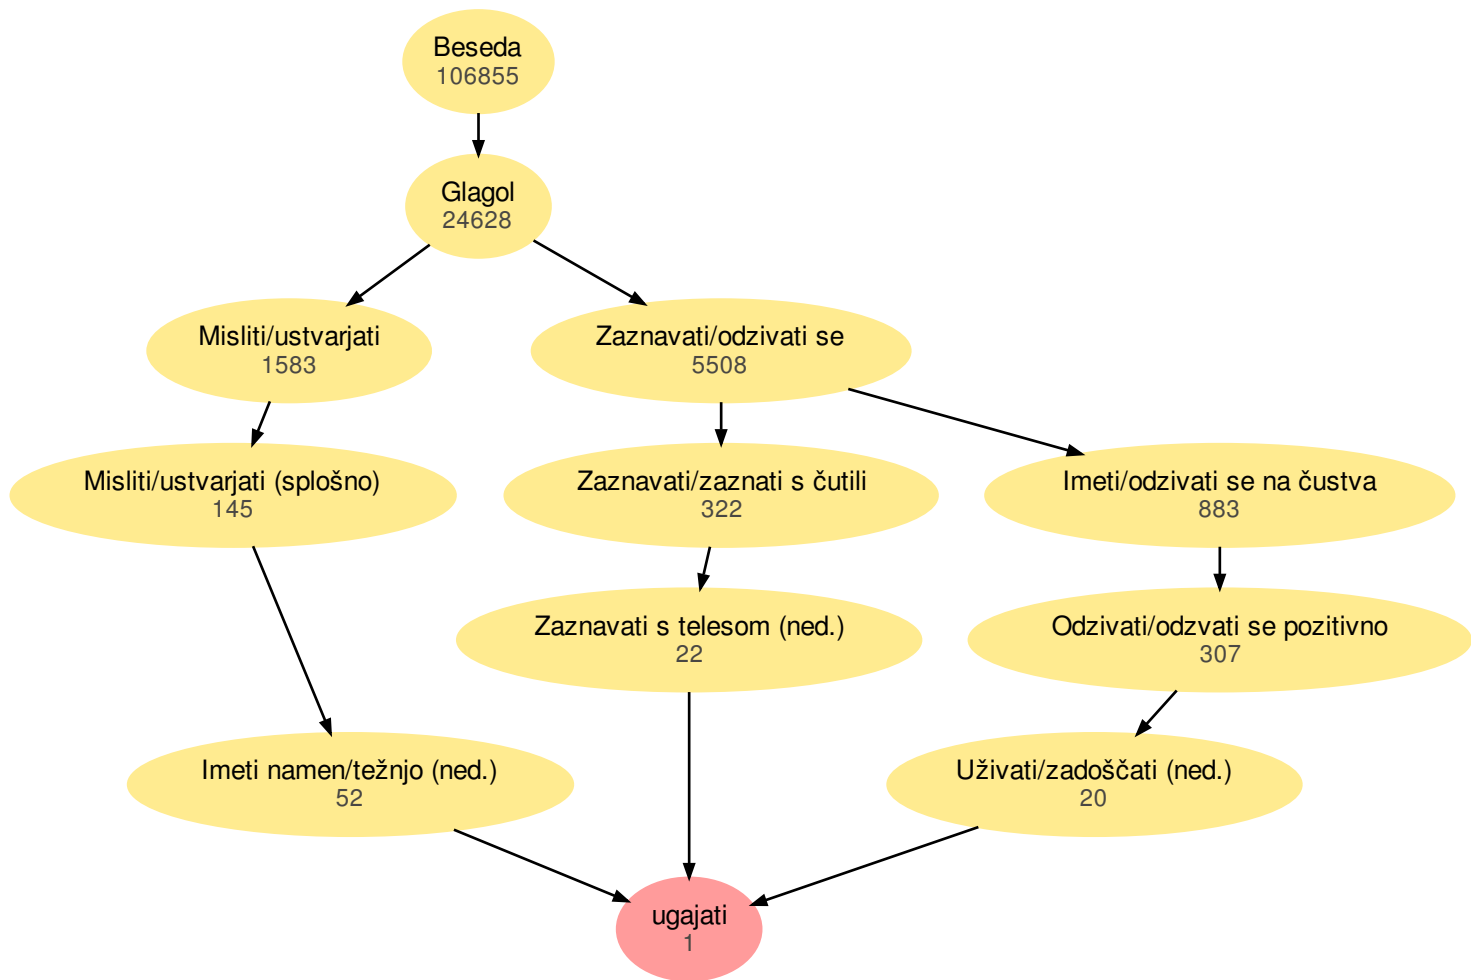 Beseda
106855
Glagol
24628
Misliti/ustvarjati
1583
Zaznavati/odzivati se
5508
Misliti/ustvarjati (splošno)
145
Zaznavati/zaznati s čutili
322
Imeti/odzivati se na čustva
883
Zaznavati s telesom (ned.)
22
Odzivati/odzvati se pozitivno
307
Imeti namen/težnjo (ned.)
52
Uživati/zadoščati (ned.)
20
ugajati
1